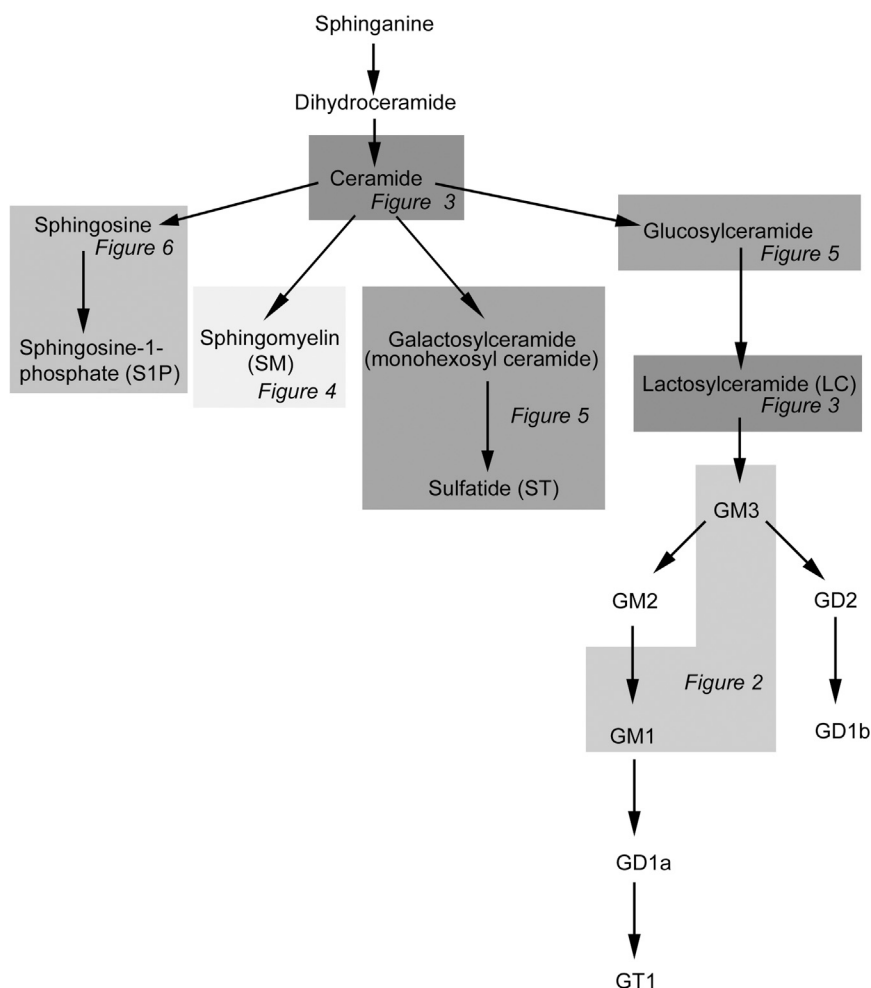 Sphinganine
Dihydroceramide
Ceramide
Figure 3
Sphingosine
Figure 6
Glucosylceramide
Figure 5
Sphingosine-1-
phosphate (S1P)
Sphingomyelin
(SM)
Figure 4
Galactosylceramide
(monohexosyl ceramide)
Figure 5
Sulfatide (ST)
Lactosylceramide (LC)
Figure 3
GM3
GM2
GD2
Figure 2
GM1
GD1b
GD1a
GT1